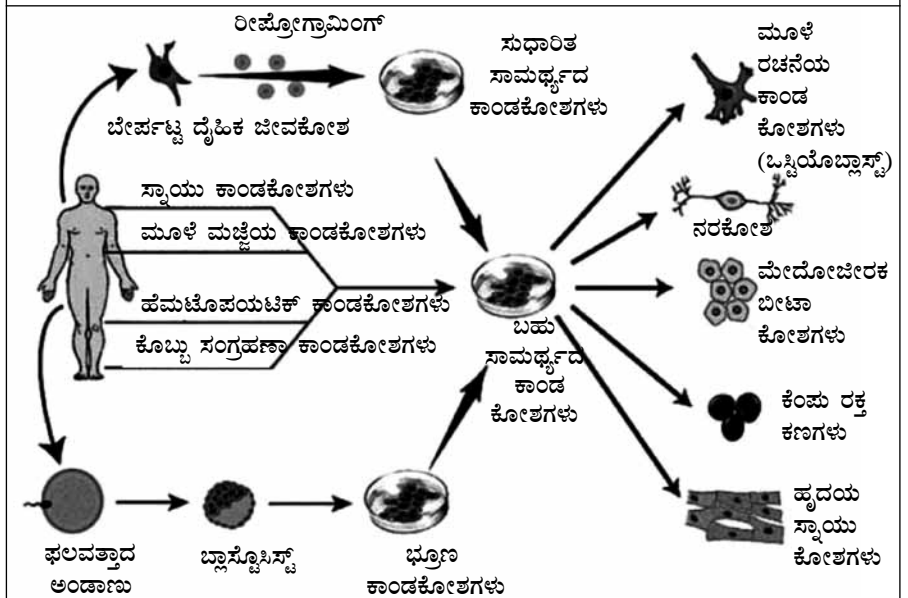 ರೀಪ್ರೋಗ್ರಾಮಿಂಗ್
ಬೇರ್ಪಟ್ಟ ದೈಹಿಕ ಜೀವಕೋಶ
ಸುಧಾರಿತ
ಸಾಮರ್ಥ್ಯದ
ಕಾಂಡಕೋಶಗಳು
ಸ್ನಾಯು ಕಾಂಡಕೋಶಗಳು
ಮೂಳೆ ಮಜ್ಜೆಯ ಕಾಂಡಕೋಶಗಳು
ಹೆಮಟೊಪಯಟಿಕ್ ಕಾಂಡಕೋಶಗಳು
ಕೊಬ್ಬು ಸಂಗ್ರಹಣಾ ಕಾಂಡಕೋಶಗಳು
ಬಹು
ಸಾಮರ್ಥ್ಯದ
ಕಾಂಡ
ಕೋಶಗಳು
ಫಲವತ್ತಾದ
ಅಂಡಾಣು
ಬ್ಲಾಸ್ಟೊಸಿಸ್ಟ್
ಭ್ರೂಣ
ಕಾಂಡಕೋಶಗಳು
ಮೂಳೆ
ರಚನೆಯ
ಕಾಂಡ
ಕೋಶಗಳು
(ಒಸ್ಟಿಯೊಬ್ಲಾಸ್ಟ್)
ನರಕೋಶ
ಮೇದೋಜೀರಕ
ಬೀಟಾ
ಕೋಶಗಳು
ಕೆಂಪು ರಕ್ತ
ಕಣಗಳು
ಹೃದಯ
ಸ್ನಾಯು
ಕೋಶಗಳು